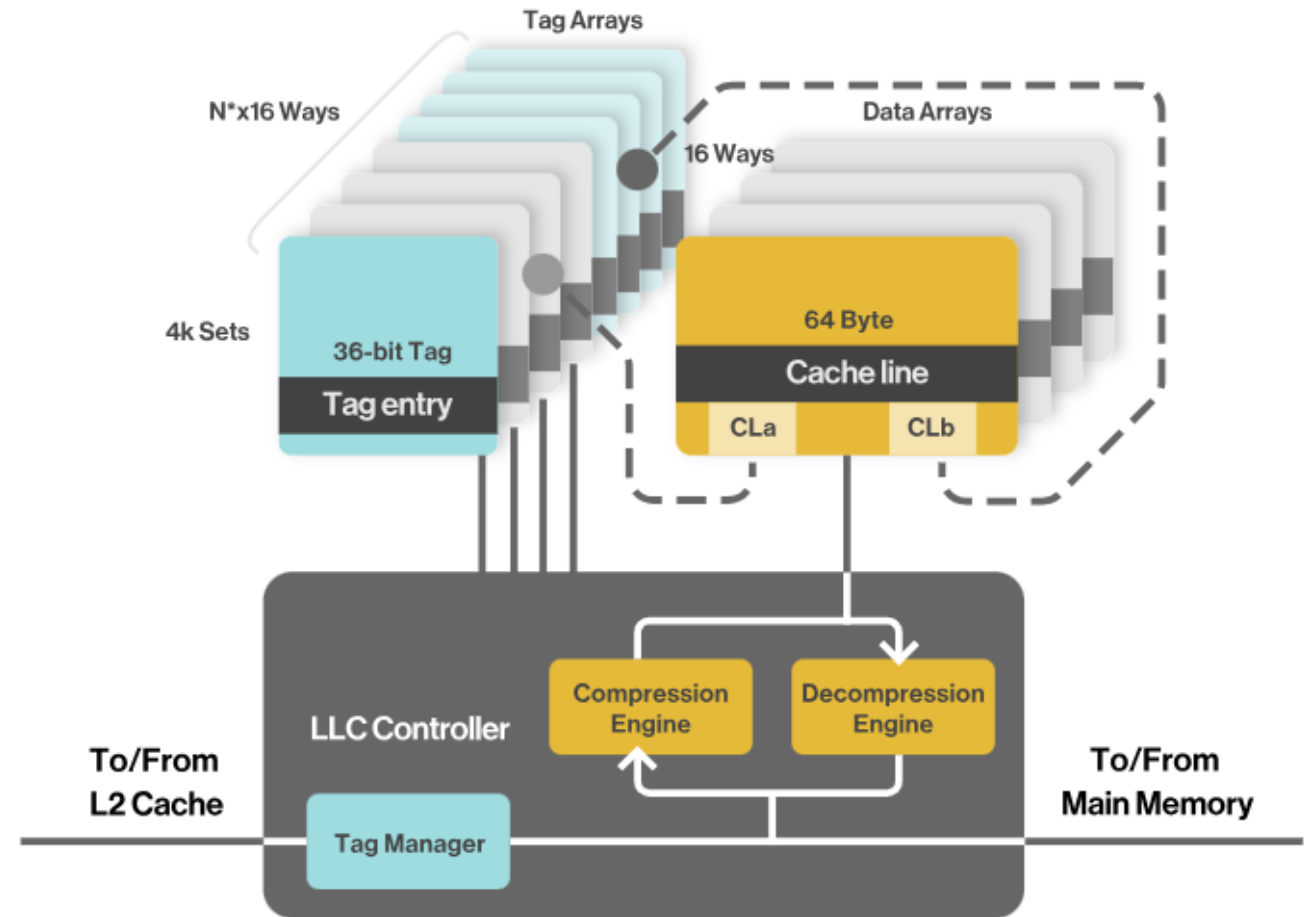 Tag Arrays
N*x16 Ways
Data Arrays
16 Ways
4k Sets
36-bit Tag
Tag entry
64 Byte
Cache line
CLa
CLb
Compression
Engine
Decompression
Engine
LLC Controller
To/From
L2 Cache
To/From
Main Memory
Tag Manager